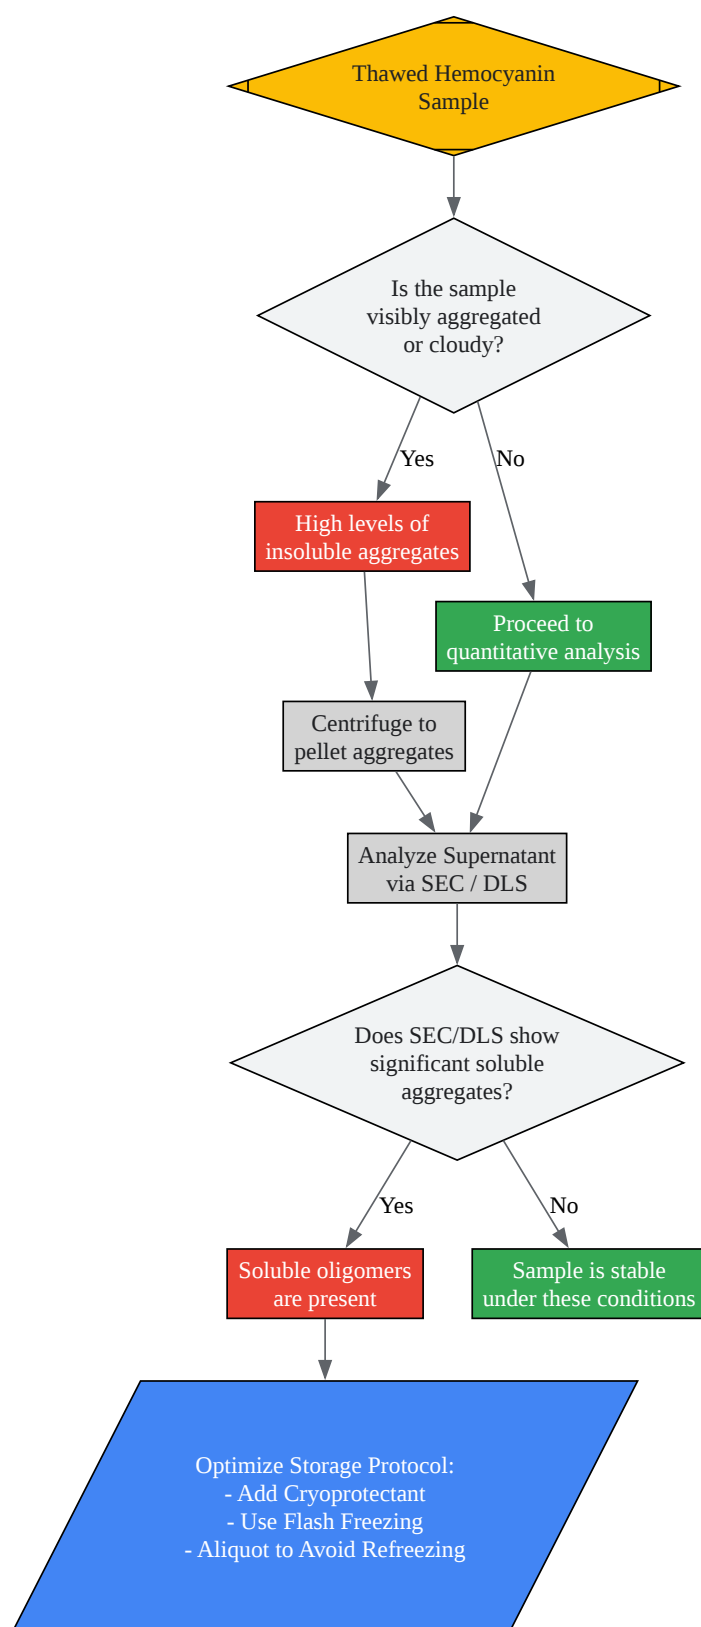 Thawed Hemocyanin
Sample
Is the sample
visibly aggregated
or cloudy?
Yes
No
High levels of
insoluble aggregates
Proceed to
quantitative analysis
Centrifuge to
pellet aggregates
Analyze Supernatant
via SEC / DLS
Does SEC/DLS show
significant soluble
aggregates?
Yes
No
Soluble oligomers
are present
Sample is stable
under these conditions
Optimize Storage Protocol:
- Add Cryoprotectant
- Use Flash Freezing
- Aliquot to Avoid Refreezing